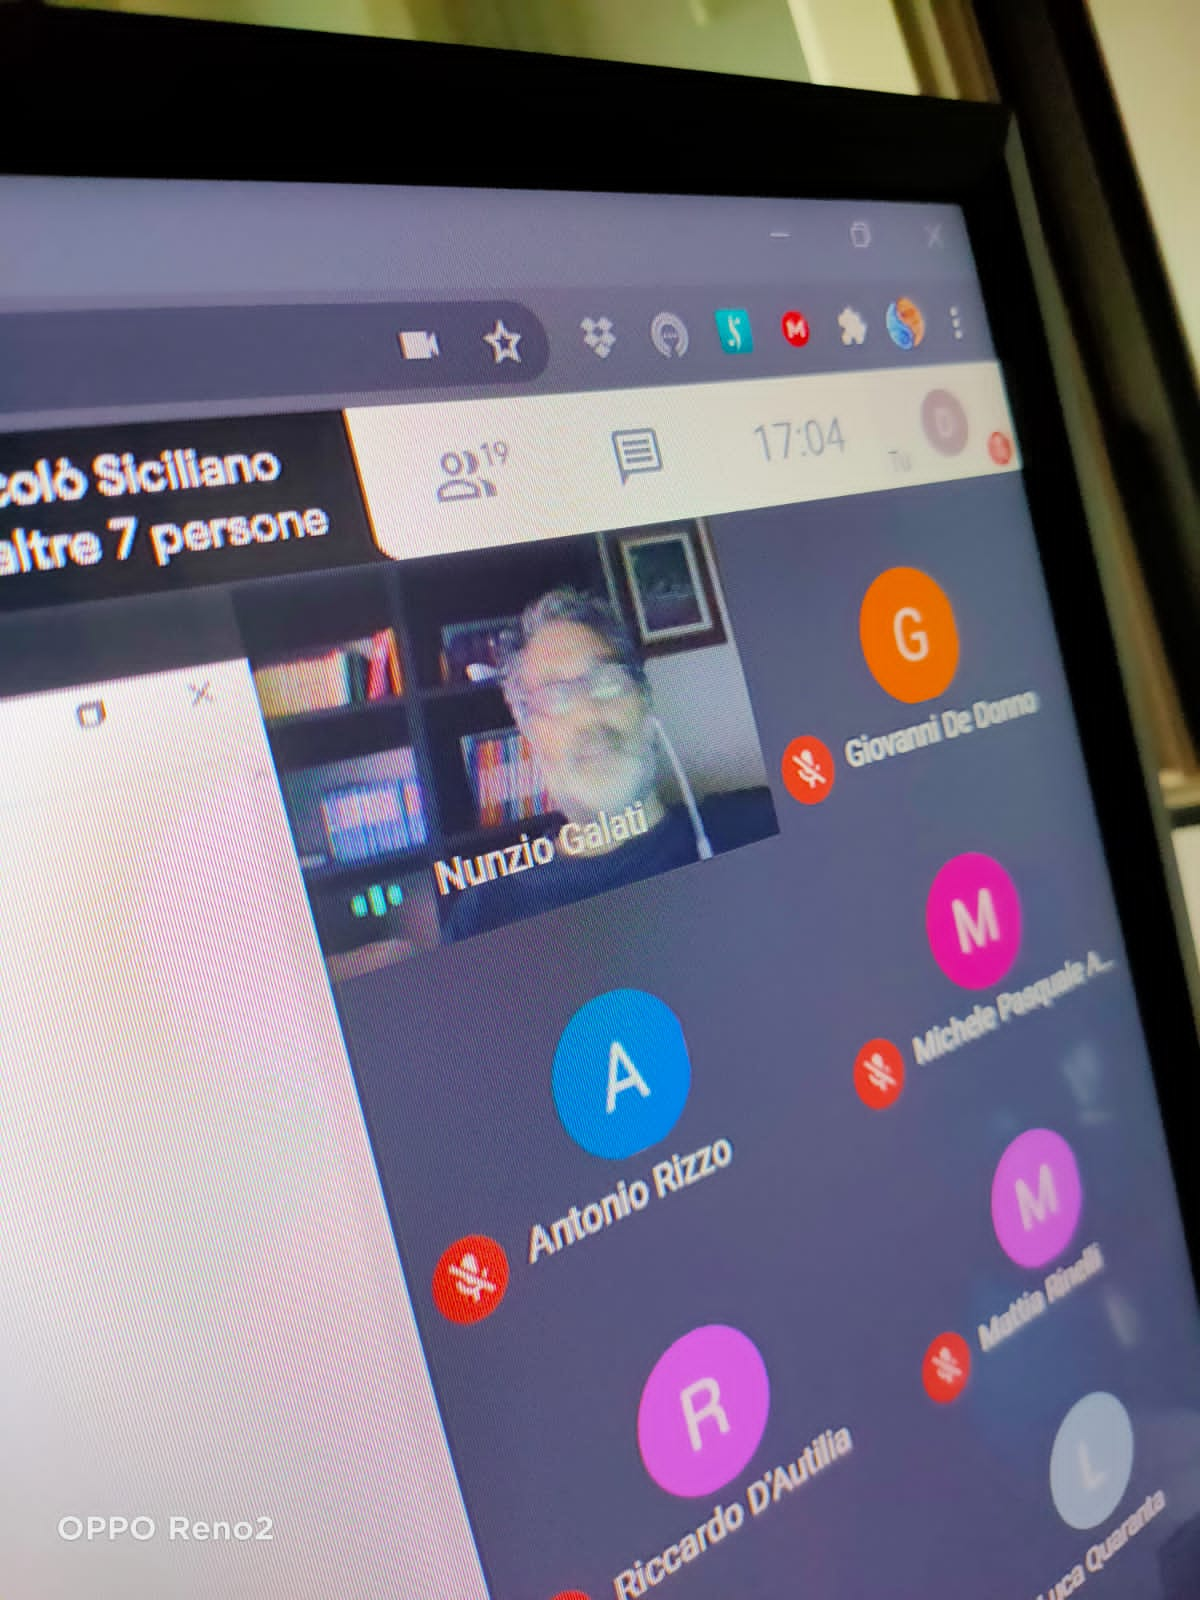 colò Siciliano
altre 7 persone
19
17:04
Tu
D
M
Nunzio Galati
G
Giovanni De Donno
A
Antonio Rizzo
M
Michele Pasquale A...
M
Mattia Rinelli
R
Riccardo D'Autilia
L
Luca Quaranta
OPPO Reno2